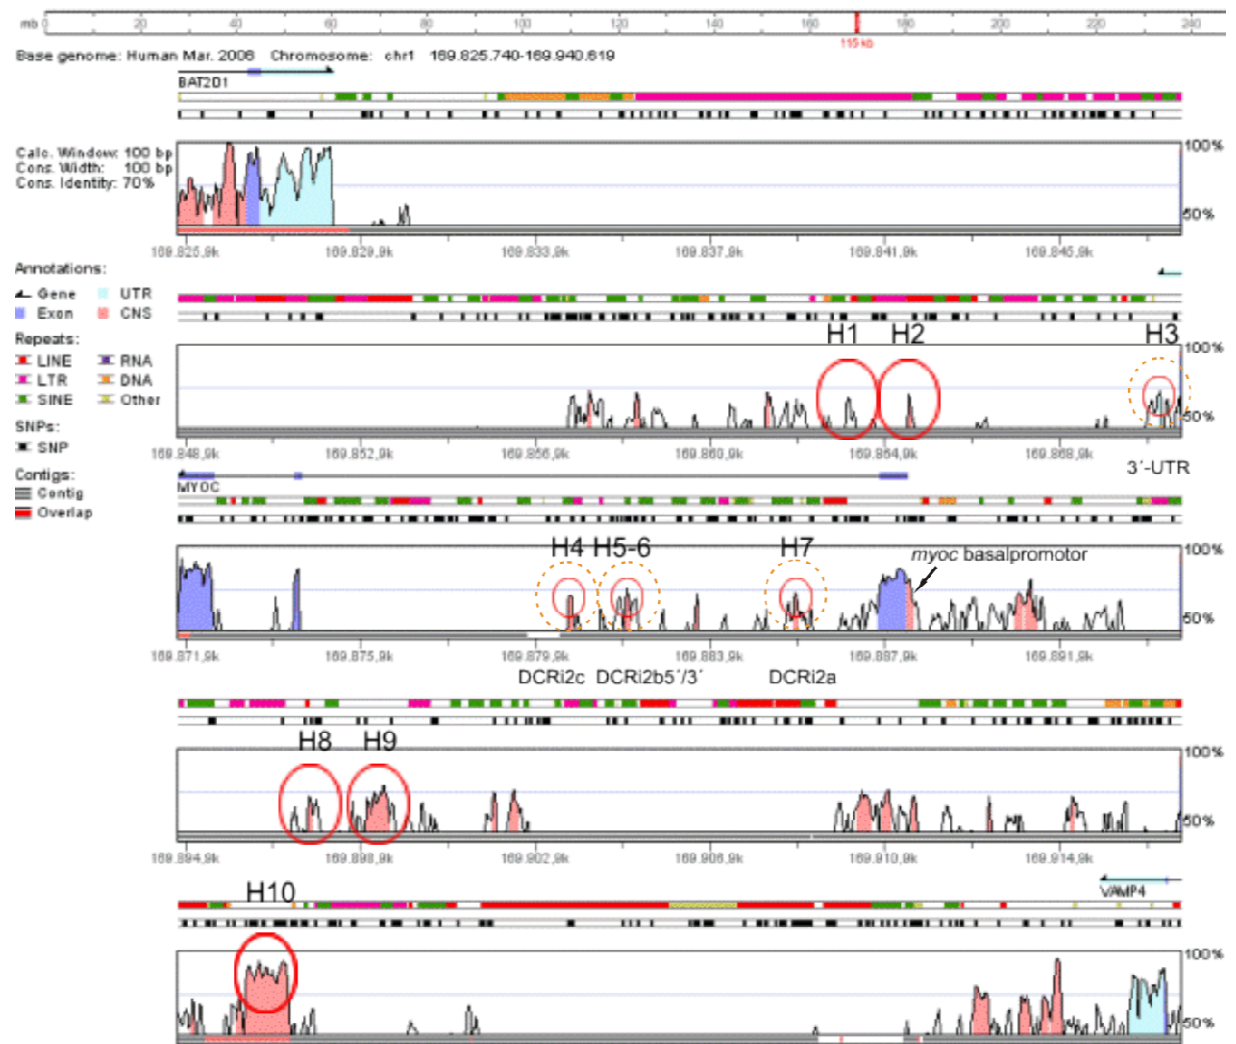 mb 0 20 40 60 80 100 120 140 160 180 200 220 240
115 kb
Base genome: Human Mar. 2006 Chromosome: chr1 169.825.740-169.940.619
BAT2D1
Calc. Window: 100 bp
Cons. Width: 100 bp
Cons. Identity: 70%
100%
50%
169.825,9k 169.829,9k 169.833,9k 169.837,9k 169.841,9k 169.845,9k
Annotations:
Gene UTR
Exon CNS
Repeats:
LINE RNA
LTR DNA
SINE Other
SNPs:
SNP
Contigs:
Contig
Overlap
H1 H2 H3
100%
50%
169.848,9k 169.852,9k 169.856,9k 169.860,9k 169.864,9k 169.868,9k
3´-UTR
MYOC
H4 H5-6 H7 myoc basalpromotor
100%
50%
169.871,9k 169.875,9k 169.879,9k 169.883,9k 169.887,9k 169.891,9k
DCRi2c DCRi2b5´/3´ DCRi2a
H8 H9
100%
50%
169.894,9k 169.898,9k 169.902,9k 169.906,9k 169.910,9k 169.914,9k
VAMP4
H10
100%
50%